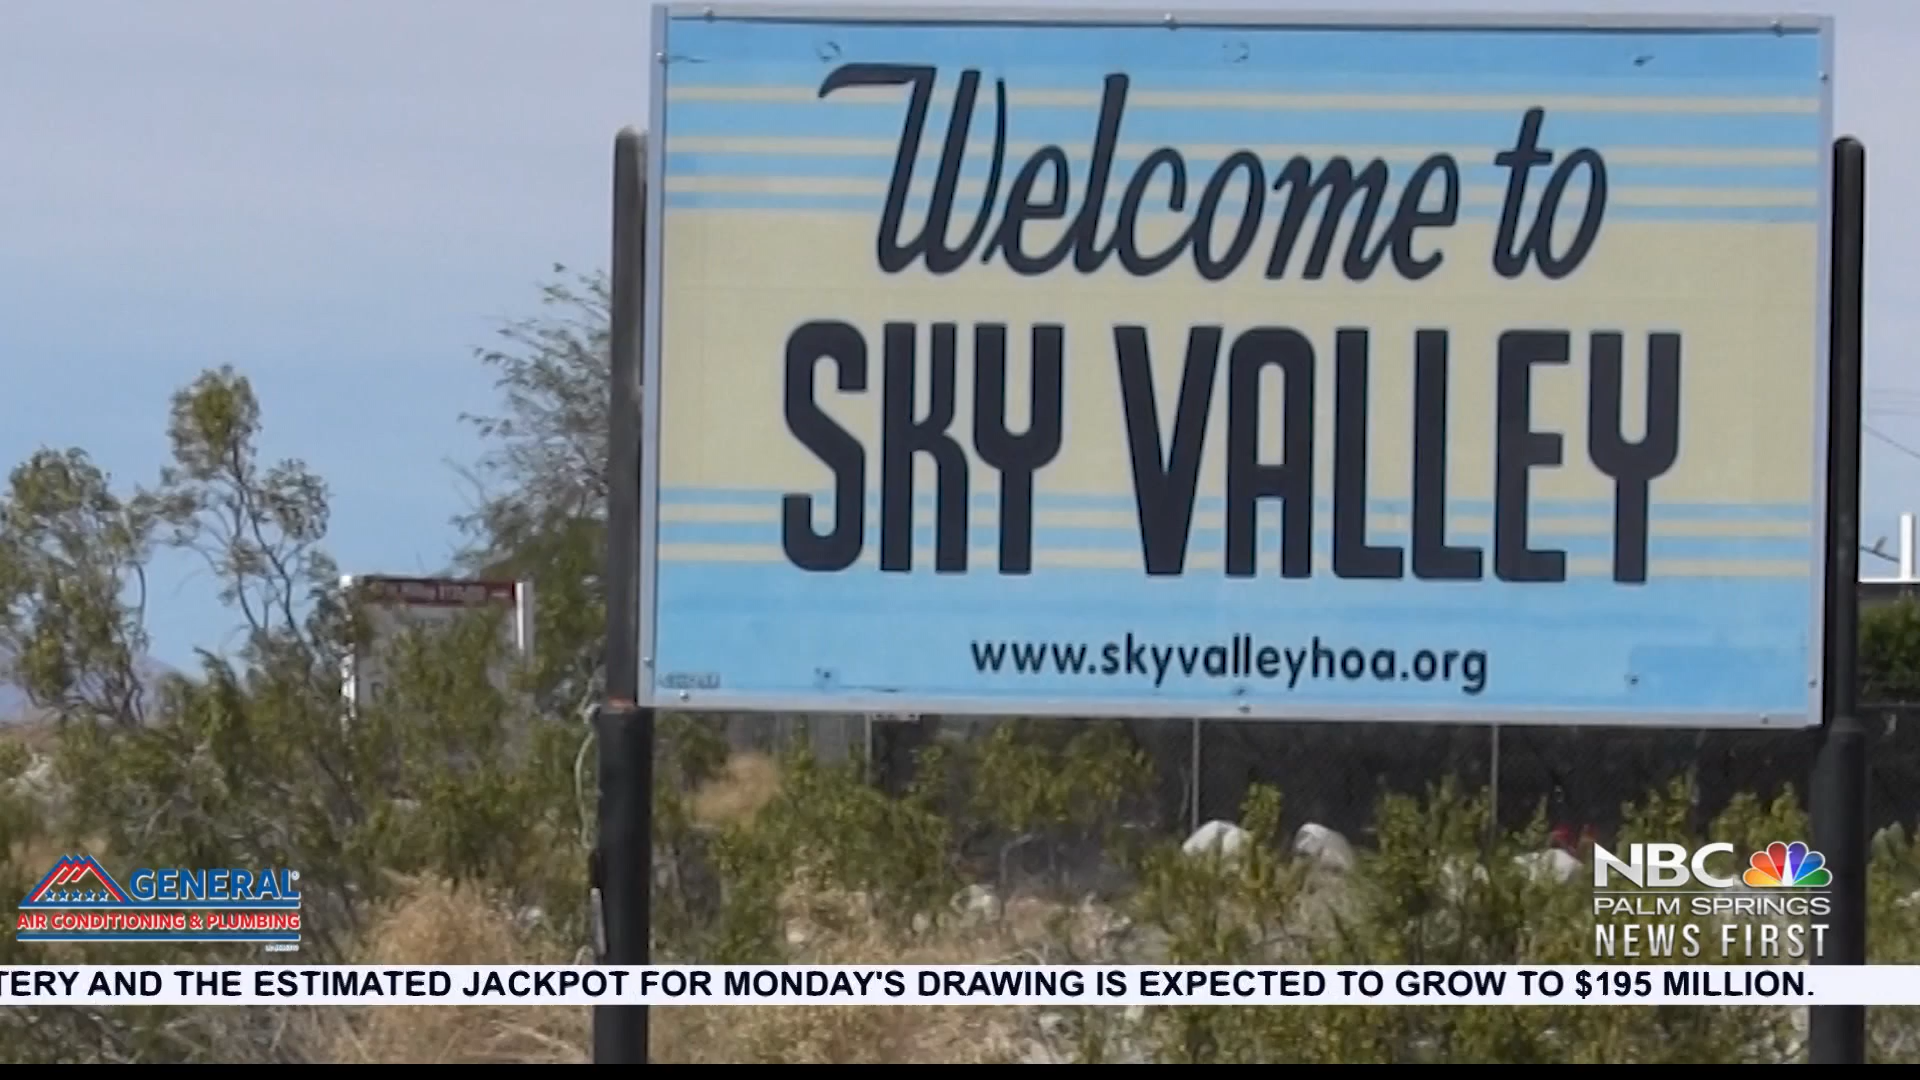 Welcome to
SKY VALLEY
www.skyvalleyhoa.org
GENERAL
AIR CONDITIONING & PLUMBING
NBC
PALM SPRINGS
NEWS FIRST
TERY AND THE ESTIMATED JACKPOT FOR MONDAY'S DRAWING IS EXPECTED TO GROW TO $195 MILLION.